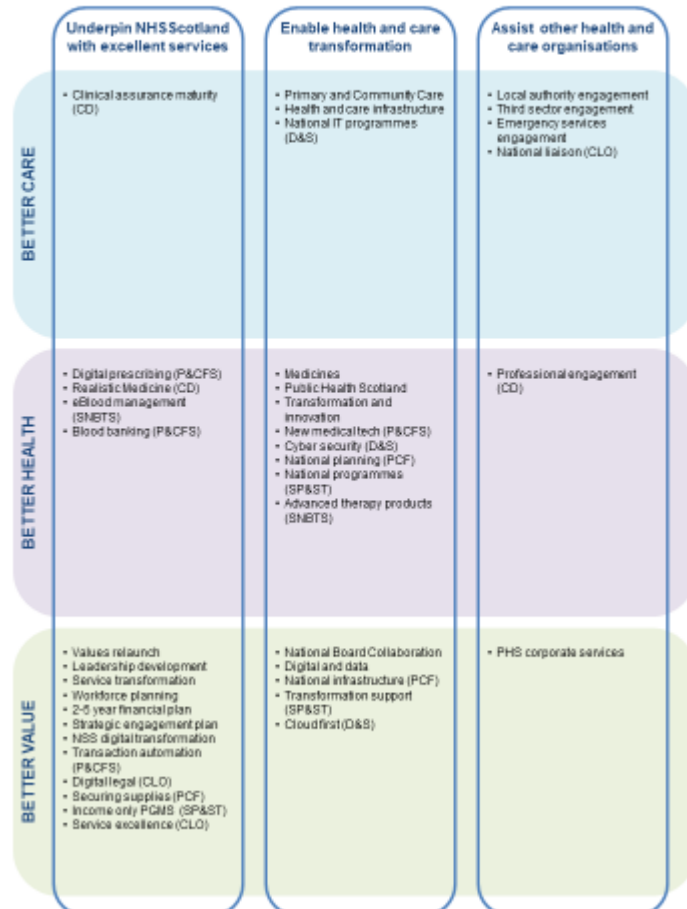 Underpin NHSScotland
with excellent services
Enable health and care
transformation
Assist other health and
care organisations
BETTER CARE
• Clinical assurance maturity
(CD)
• Primary and Community Care
• Health and care infrastructure
• National IT programmes
(D&S)
• Local authority engagement
• Third sector engagement
• Emergency services
engagement
• National liaison (CLO)
BETTER HEALTH
• Digital prescribing (P&CFS)
• Realistic Medicine (CD)
• eBlood management
(SNBTS)
• Blood banking (P&CFS)
• Medicines
• Public Health Scotland
• Transformation and
innovation
• New medical tech (P&CFS)
• Cyber security (D&S)
• National planning (PCF)
• National programmes
(SP&ST)
• Advanced therapy products
(SNBTS)
• Professional engagement
(CD)
BETTER VALUE
• Values relaunch
• Leadership development
• Service transformation
• Workforce planning
• 2-5 year financial plan
• Strategic engagement plan
• NSS digital transformation
• Transaction automation
(P&CFS)
• Digital legal (CLO)
• Securing supplies (PCF)
• Income only PGMS (SP&ST)
• Service excellence (CLO)
• National Board Collaboration
• Digital and data
• National infrastructure (PCF)
• Transformation support
(SP&ST)
• Cloud first (D&S)
• PHS corporate services